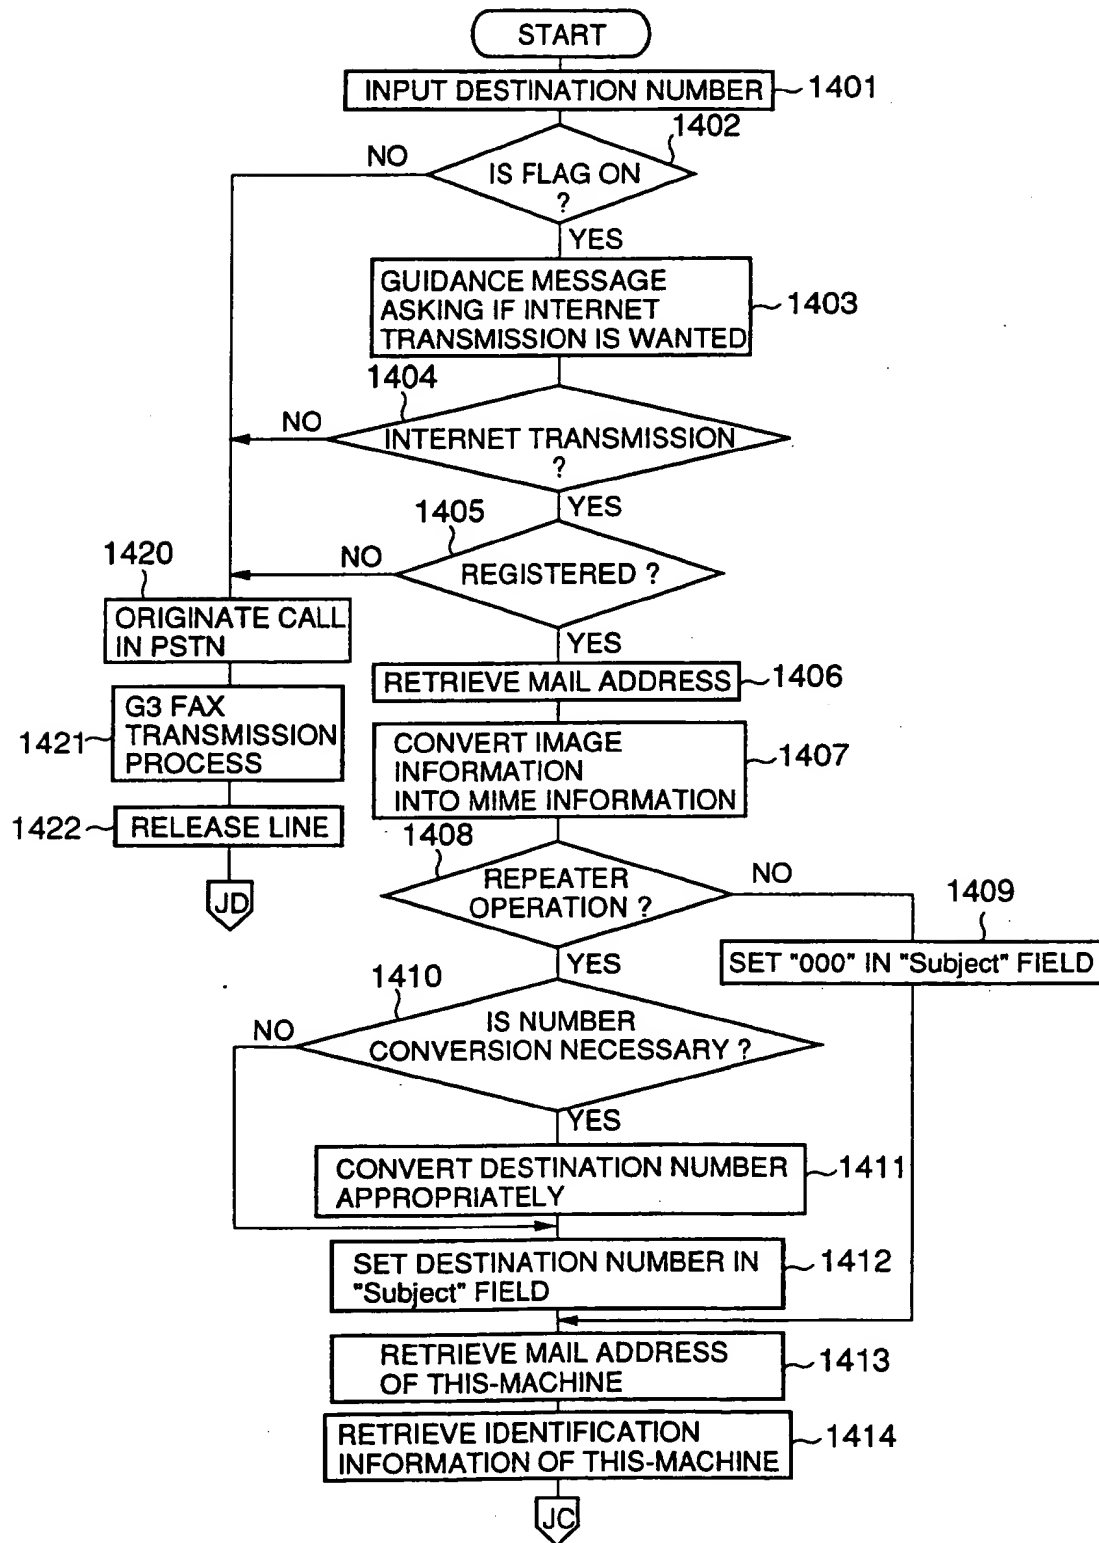 START
INPUT DESTINATION NUMBER
1401
1402
NO
IS FLAG ON
?
YES
GUIDANCE MESSAGE
ASKING IF INTERNET
TRANSMISSION IS WANTED
1403
1404
NO
INTERNET TRANSMISSION
?
YES
1405
NO
REGISTERED ?
YES
1420
ORIGINATE CALL
IN PSTN
1421
G3 FAX
TRANSMISSION
PROCESS
1422
RELEASE LINE
JD
RETRIEVE MAIL ADDRESS
1406
CONVERT IMAGE
INFORMATION
INTO MIME INFORMATION
1407
1408
REPEATER
OPERATION ?
NO
1409
SET "000" IN "Subject" FIELD
YES
1410
NO
IS NUMBER
CONVERSION NECESSARY ?
YES
CONVERT DESTINATION NUMBER
APPROPRIATELY
1411
SET DESTINATION NUMBER IN
"Subject" FIELD
1412
RETRIEVE MAIL ADDRESS
OF THIS-MACHINE
1413
RETRIEVE IDENTIFICATION
INFORMATION OF THIS-MACHINE
1414
JC